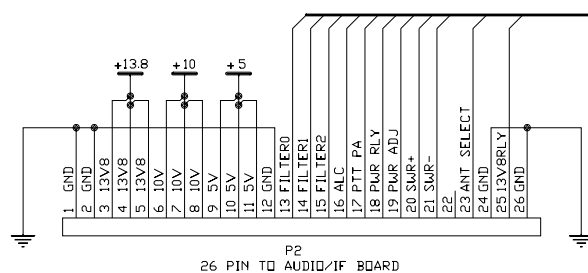 +13.8
+10
+5
1 GND
2 GND
3 13V8
4 13V8
5 13V8
6 10V
7 10V
8 10V
9 5V
10 5V
11 5V
12 GND
13 FILTER0
14 FILTER1
15 FILTER2
16 ALC
17 PTT PA
18 PWR RLY
19 PWR ADJ
20 SWR+
21 SWR-
22
23 ANT SELECT
24 GND
25 13V8RLY
26 GND
P2
26 PIN TO AUDIO/IF BOARD